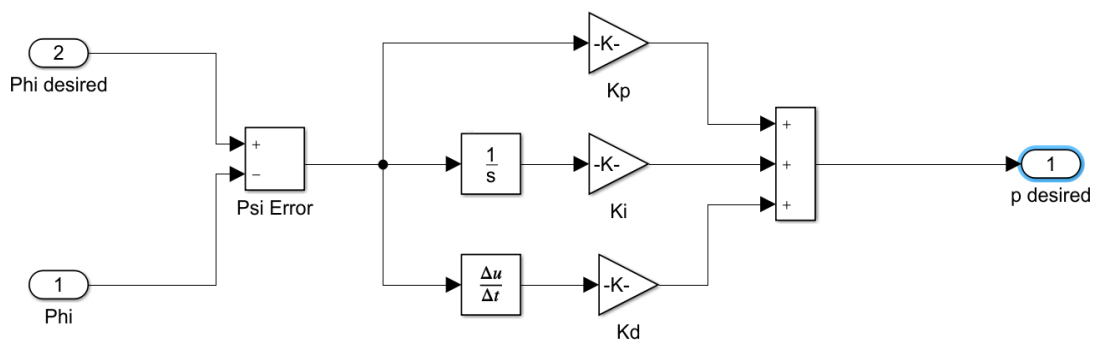 2
Phi desired
+
−
Psi Error
1
Phi
-K-
Kp
1
s
-K-
Ki
Δu
Δt
-K-
Kd
+
+
+
1
p desired